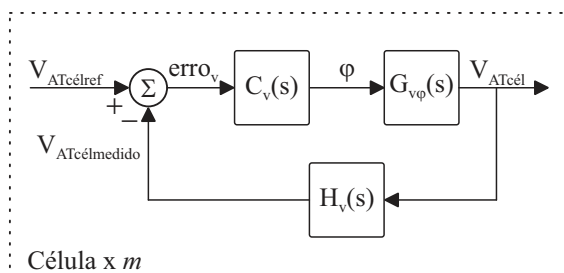 V_ATcélref
+
−
Σ
erro_v
C_v(s)
φ
G_vφ(s)
V_ATcél
V_ATcélmedido
H_v(s)
Célula x m